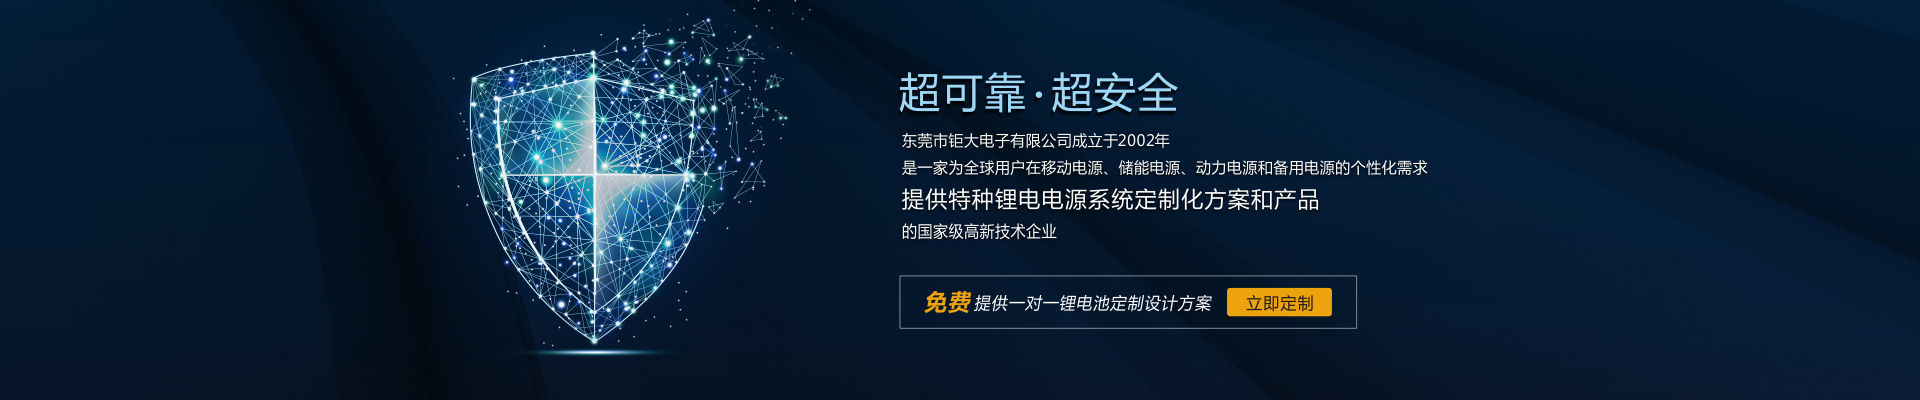 超可靠·超安全
东莞市钜大电子有限公司成立于2002年
是一家为全球用户在移动电源、储能电源、动力电源和备用电源的个性化需求
提供特种锂电电源系统定制化方案和产品
的国家级高新技术企业
免费提供一对一锂电池定制设计方案 立即定制